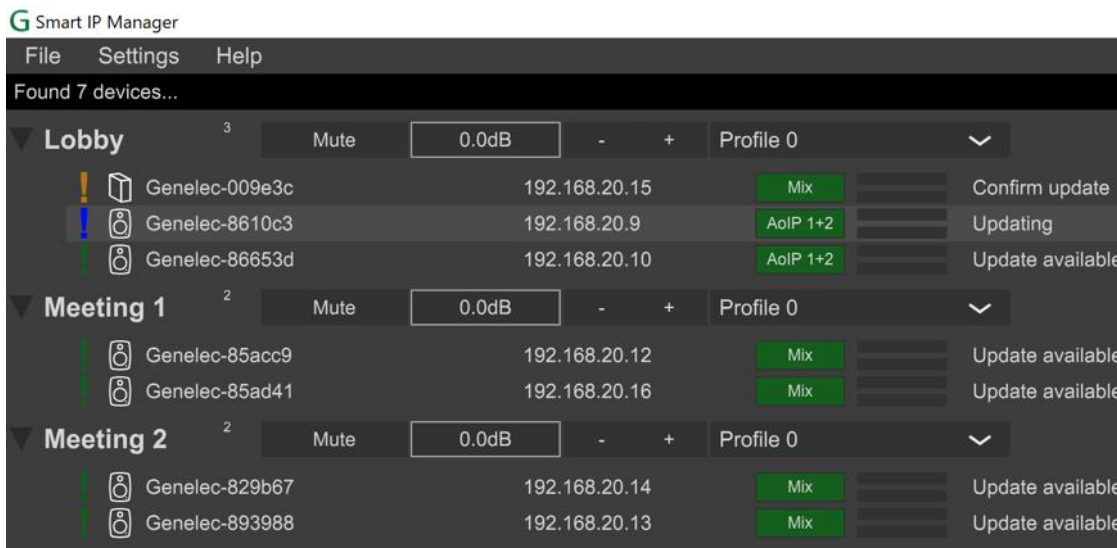 G Smart IP Manager
File Settings Help
Found 7 devices...
Lobby 3 Mute 0.0dB - + Profile 0
! Genelec-009e3c 192.168.20.15 Mix Confirm update
! Genelec-8610c3 192.168.20.9 AoIP 1+2 Updating
! Genelec-86653d 192.168.20.10 AoIP 1+2 Update available
Meeting 1 2 Mute 0.0dB - + Profile 0
! Genelec-85acc9 192.168.20.12 Mix Update available
! Genelec-85ad41 192.168.20.16 Mix Update available
Meeting 2 2 Mute 0.0dB - + Profile 0
! Genelec-829b67 192.168.20.14 Mix Update available
! Genelec-893988 192.168.20.13 Mix Update available